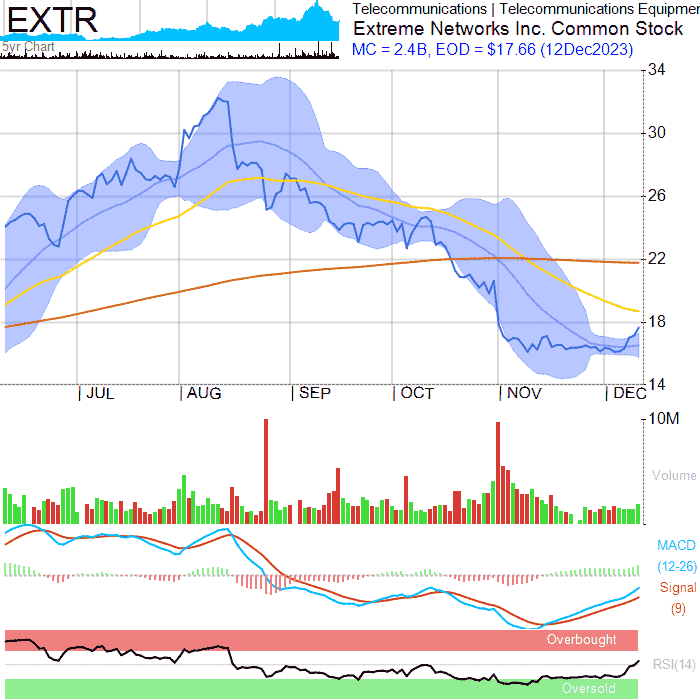 EXTR
5yr Chart
Telecommunications | Telecommunications Equipmen
Extreme Networks Inc. Common Stock
MC = 2.4B, EOD = $17.66 (12Dec2023)
34
30
26
22
18
14
JUL AUG SEP OCT NOV DEC
10M
Volume
MACD
(12-26)
Signal
(9)
Overbought
RSI(14)
Oversold